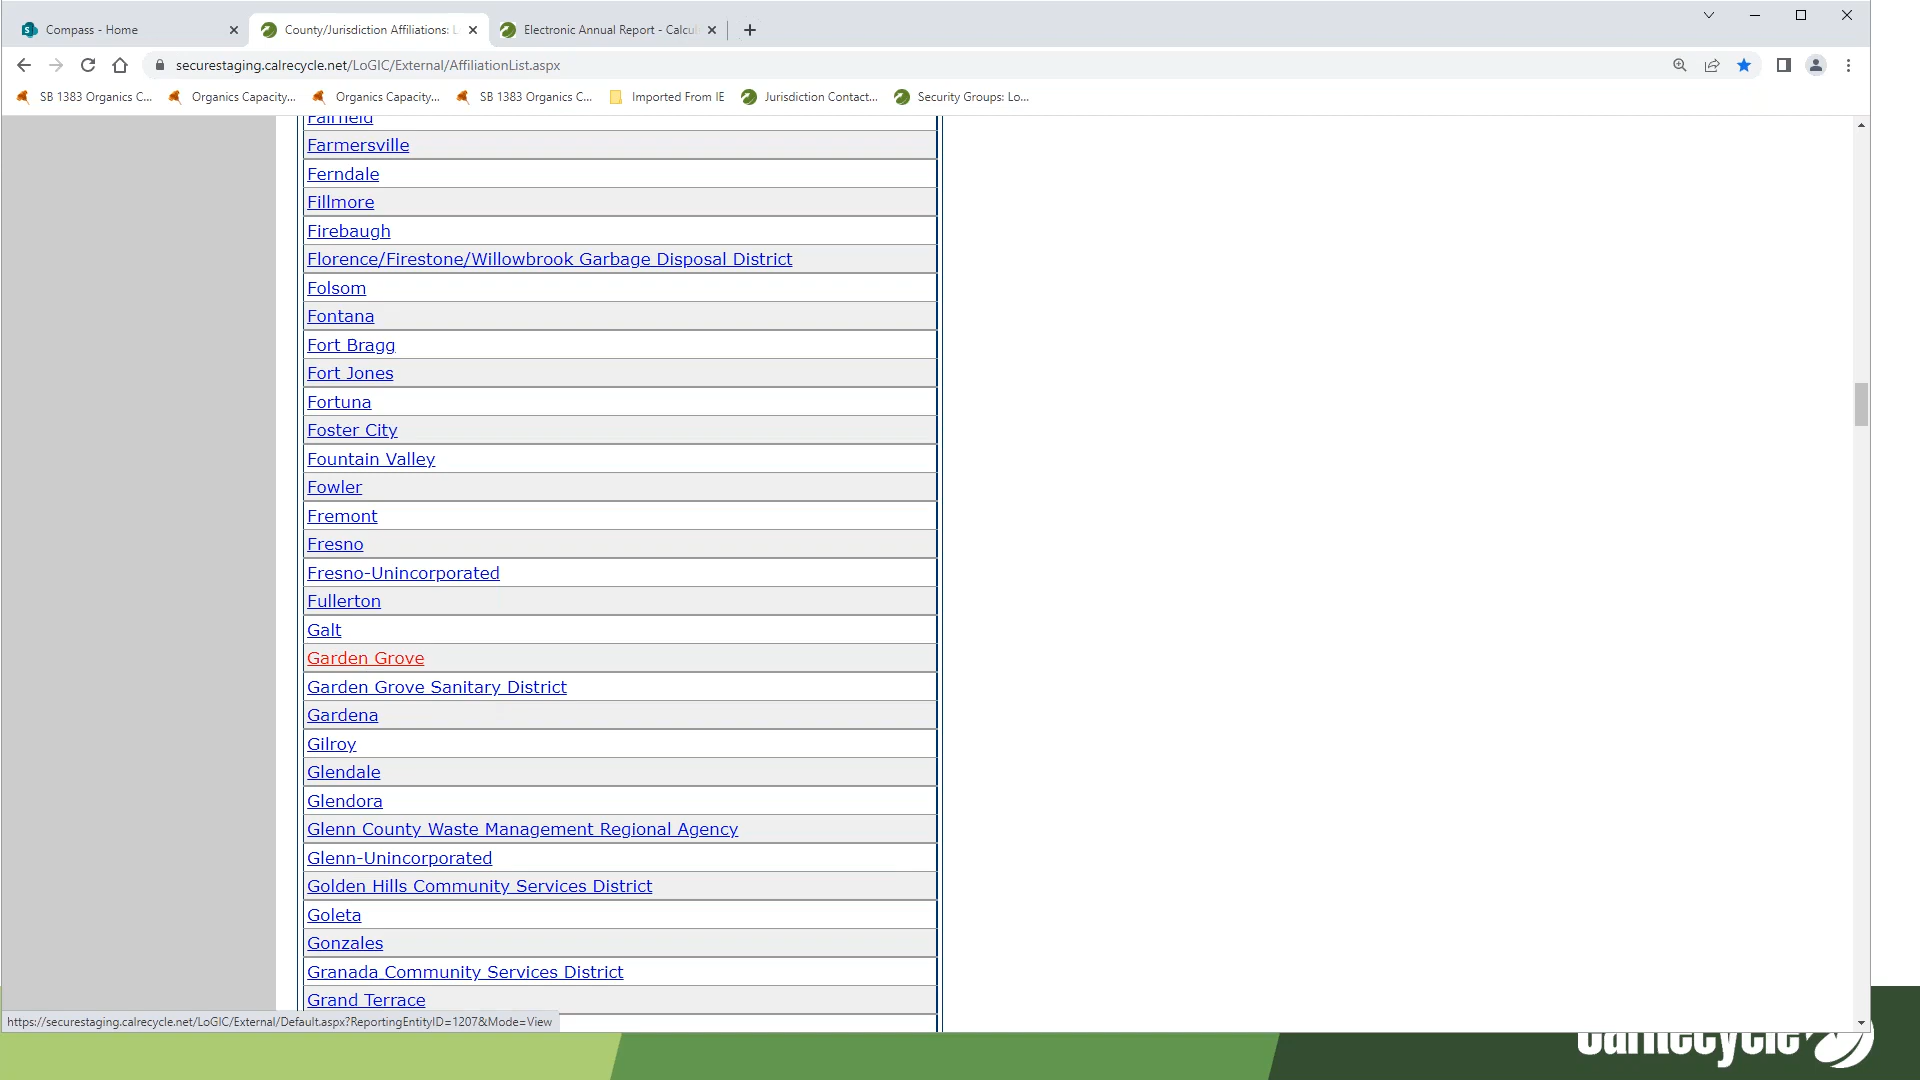 Compass - Home
County/Jurisdiction Affiliations: L
Electronic Annual Report - Calcul
securestaging.calrecycle.net/LoGIC/External/AffiliationList.aspx
SB 1383 Organics C...
Organics Capacity...
Organics Capacity...
SB 1383 Organics C...
Imported From IE
Jurisdiction Contact...
Security Groups: Lo...
Fairfield
Farmersville
Ferndale
Fillmore
Firebaugh
Florence/Firestone/Willowbrook Garbage Disposal District
Folsom
Fontana
Fort Bragg
Fort Jones
Fortuna
Foster City
Fountain Valley
Fowler
Fremont
Fresno
Fresno-Unincorporated
Fullerton
Galt
Garden Grove
Garden Grove Sanitary District
Gardena
Gilroy
Glendale
Glendora
Glenn County Waste Management Regional Agency
Glenn-Unincorporated
Golden Hills Community Services District
Goleta
Gonzales
Granada Community Services District
Grand Terrace
https://securestaging.calrecycle.net/LoGIC/External/Default.aspx?ReportingEntityID=1207&Mode=View
CalRecycle